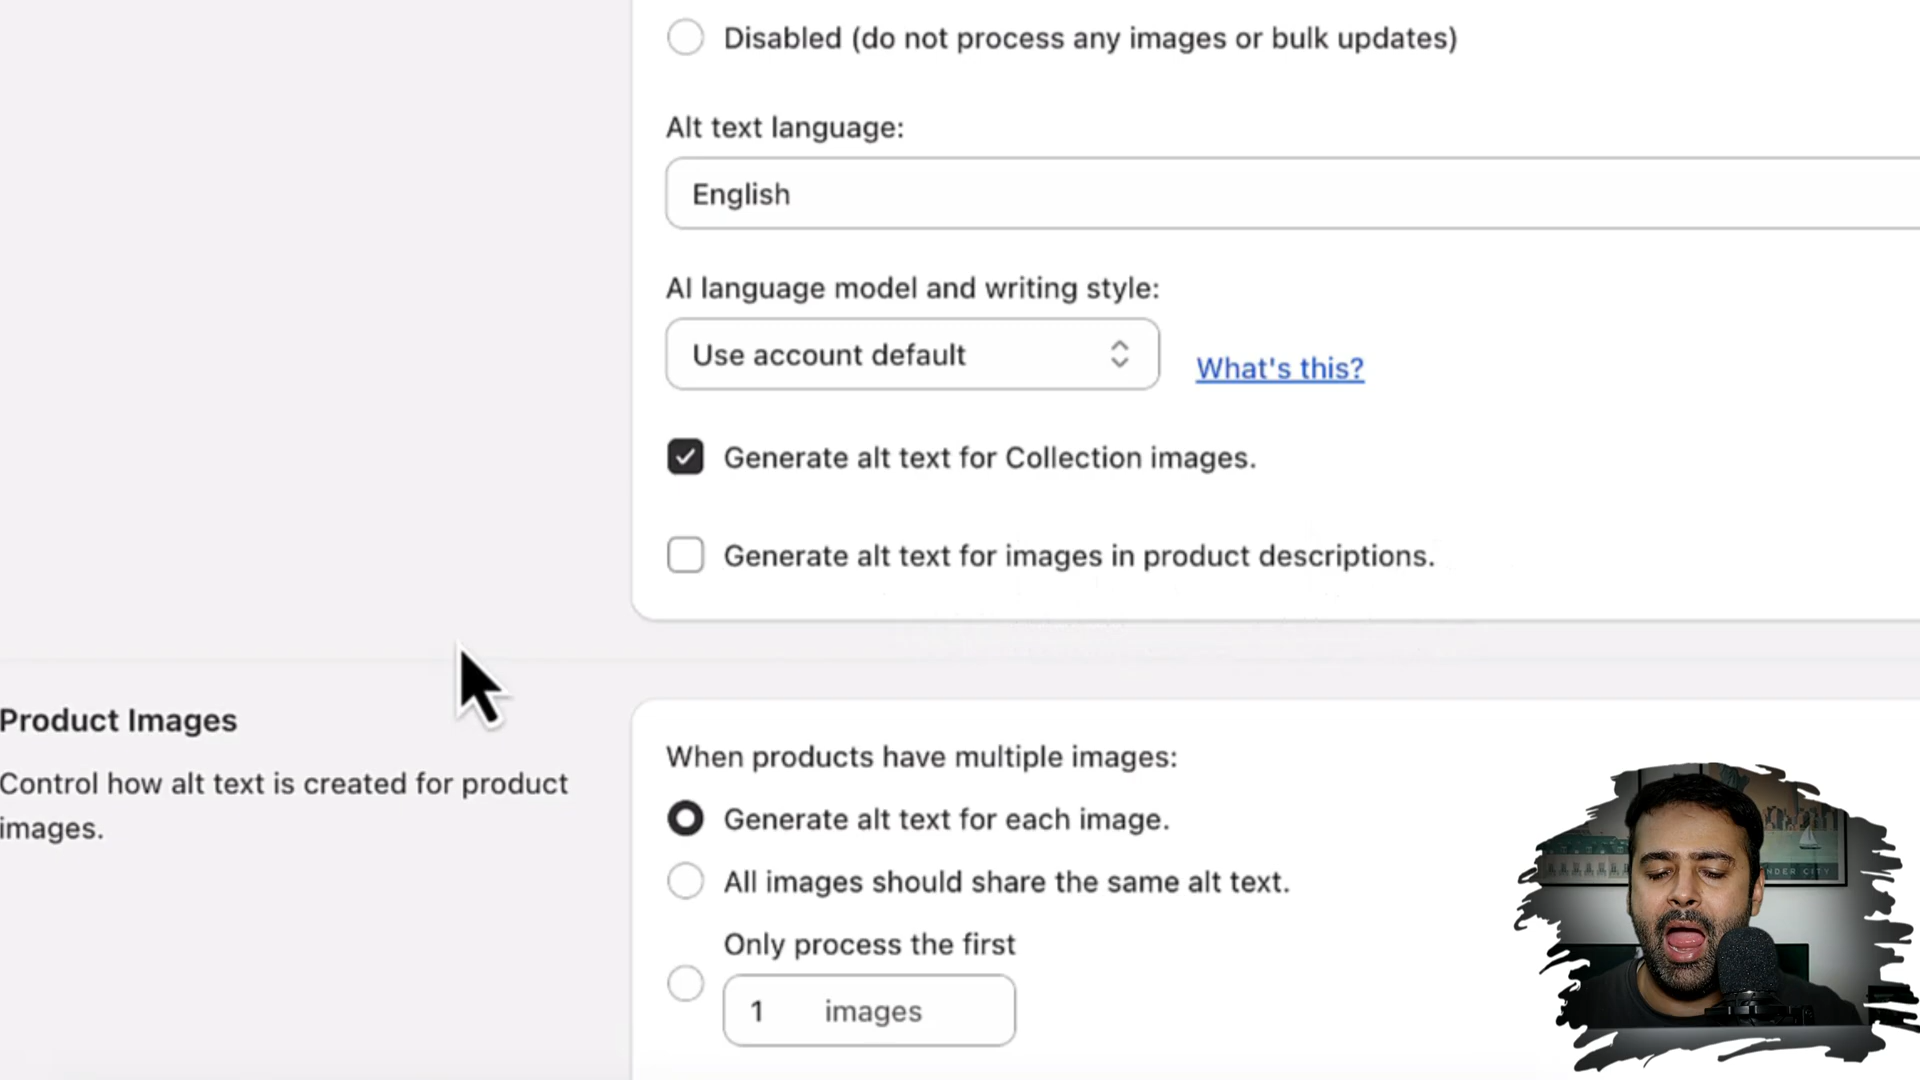 Disabled (do not process any images or bulk updates)
Alt text language:
English
AI language model and writing style:
Use account default
What's this?
Generate alt text for Collection images.
Generate alt text for images in product descriptions.
Product Images
Control how alt text is created for product
images.
When products have multiple images:
Generate alt text for each image.
All images should share the same alt text.
Only process the first
1 images
NDER CITY